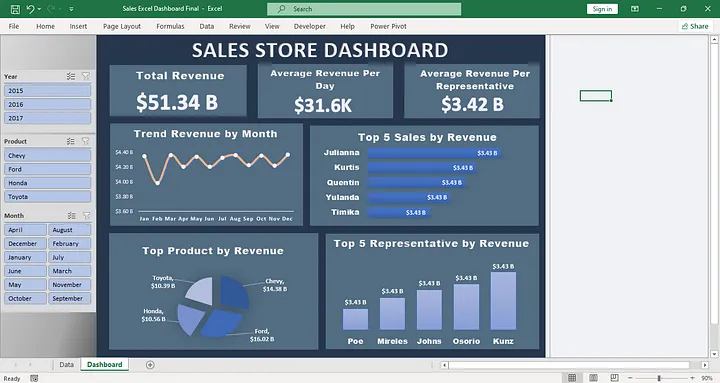 Sales Excel Dashboard Final - Excel
Search
Sign in
File Home Insert Page Layout Formulas Data Review View Developer Help Power Pivot
Share
SALES STORE DASHBOARD
Year
2015
2016
2017
Product
Chevy
Ford
Honda
Toyota
Month
April August
December February
January July
June March
May November
October September
Total Revenue
$51.34 B
Average Revenue Per
Day
$31.6K
Average Revenue Per
Representative
$3.42 B
Trend Revenue by Month
$4.40 B
$4.20 B
$4.00 B
$3.80 B
$3.60 B
Jan Feb Mar Apr May Jun Jul Aug Sep Oct Nov Dec
Top 5 Sales by Revenue
Julianna $3.43 B
Kurtis $3.43 B
Quentin $3.43 B
Yulanda $3.43 B
Timika $3.43 B
Top Product by Revenue
Toyota,
$10.39 B
Chevy,
$14.38 B
Honda,
$10.56 B
Ford,
$16.02 B
Top 5 Representative by Revenue
$3.43 B $3.43 B $3.43 B $3.43 B $3.43 B
Poe Mireles Johns Osorio Kunz
Data Dashboard
Ready
90%